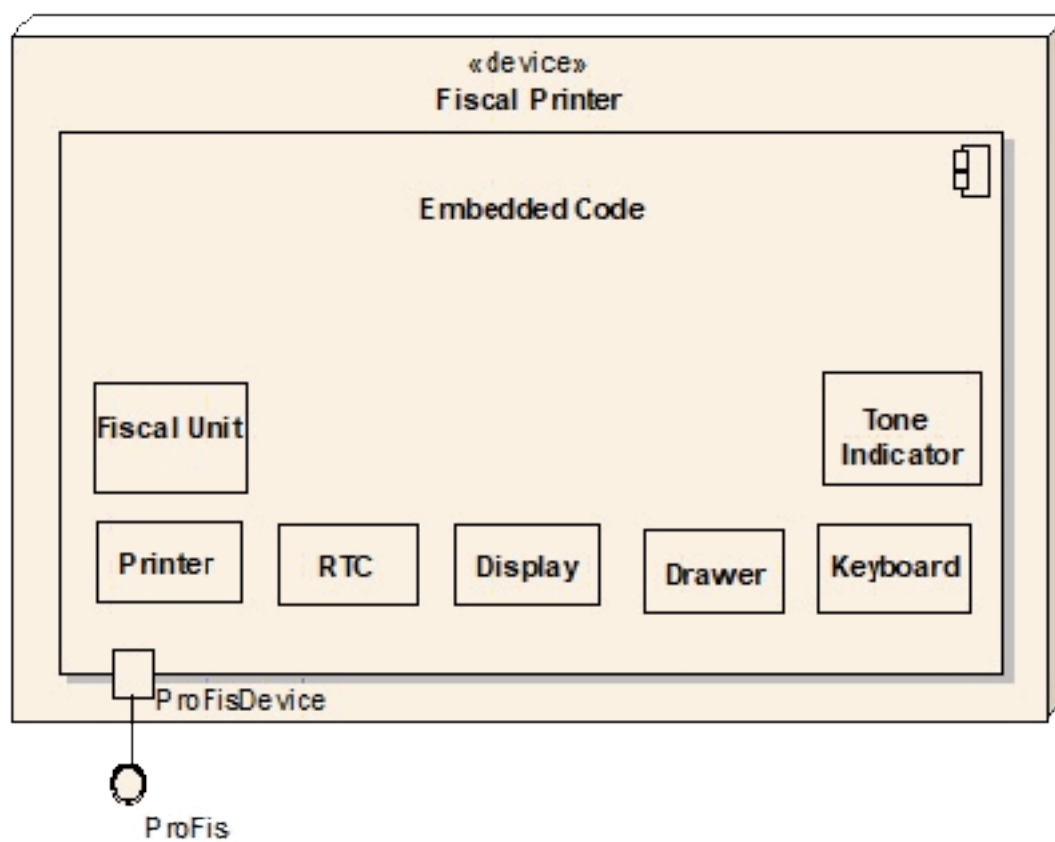 «device»
Fiscal Printer
Embedded Code
Fiscal Unit
Tone
Indicator
Printer
RTC
Display
Drawer
Keyboard
ProFisDevice
ProFis